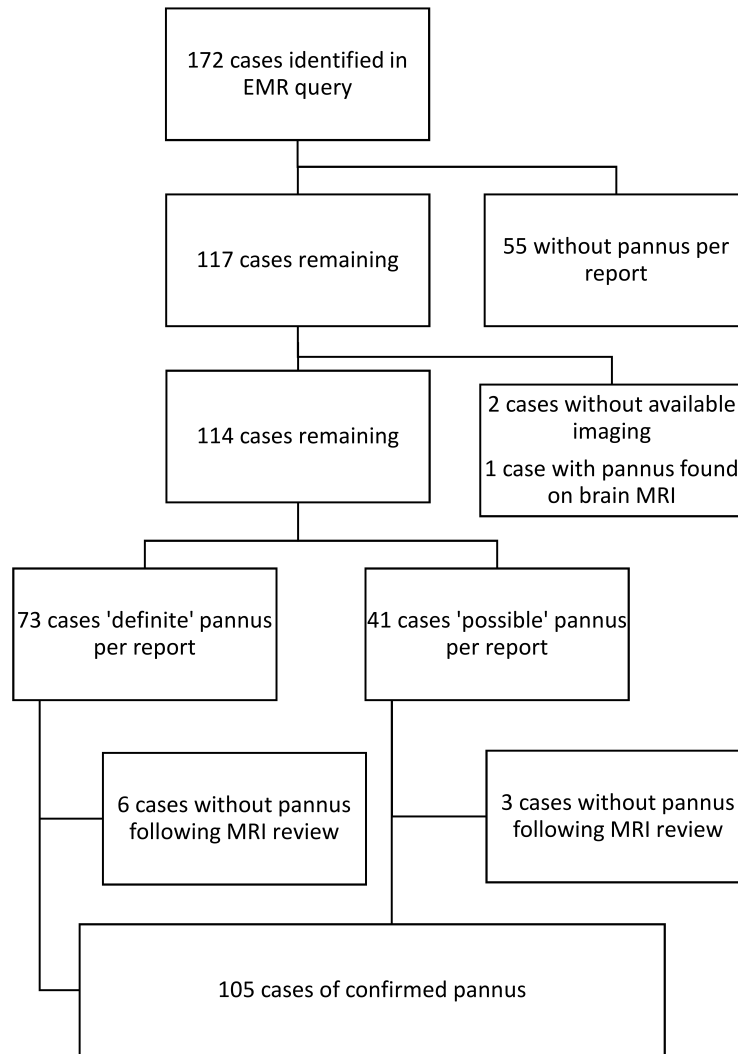 172 cases identified in
EMR query
117 cases remaining
55 without pannus per
report
114 cases remaining
2 cases without available
imaging
1 case with pannus found
on brain MRI
73 cases 'definite' pannus
per report
41 cases 'possible' pannus
per report
6 cases without pannus
following MRI review
3 cases without pannus
following MRI review
105 cases of confirmed pannus